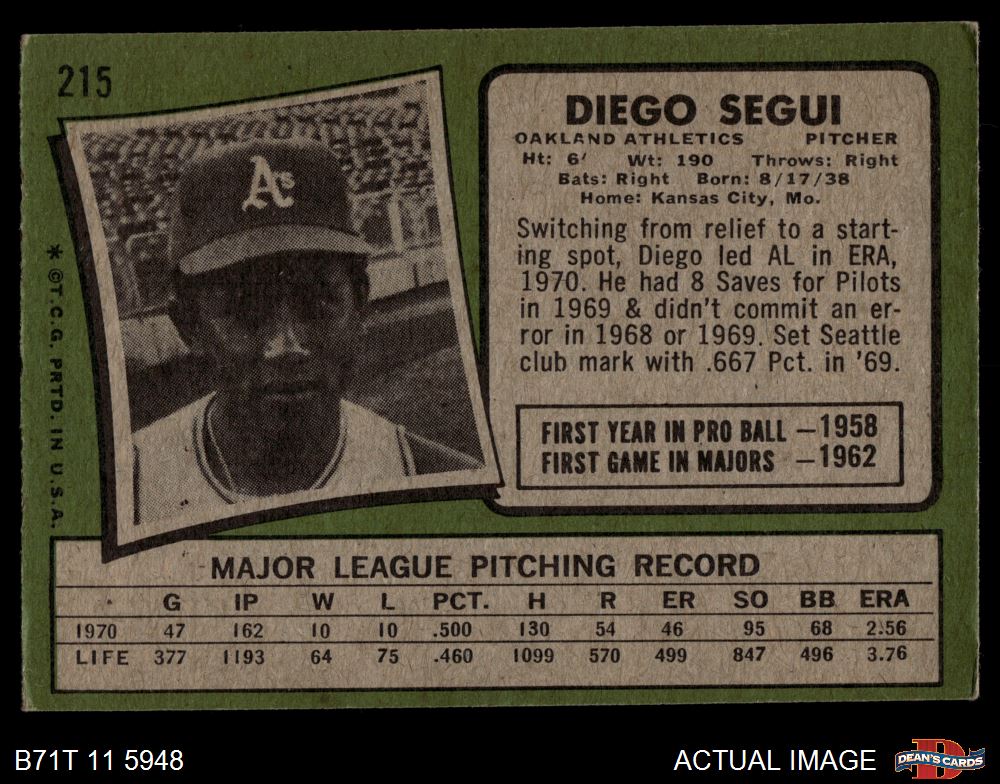 215
A's
* ©T.C.G. PRTD. IN U.S.A.
DIEGO SEGUI
OAKLAND ATHLETICS PITCHER
Ht: 6' Wt: 190 Throws: Right
Bats: Right Born: 8/17/38
Home: Kansas City, Mo.
Switching from relief to a start-
ing spot, Diego led AL in ERA,
1970. He had 8 Saves for Pilots
in 1969 & didn't commit an er-
ror in 1968 or 1969. Set Seattle
club mark with .667 Pct. in '69.
FIRST YEAR IN PRO BALL —1958
FIRST GAME IN MAJORS —1962
MAJOR LEAGUE PITCHING RECORD
G IP W L PCT. H R ER SO BB ERA
1970 47 162 10 10 .500 130 54 46 95 68 2.56
LIFE 377 1193 64 75 .460 1099 570 499 847 496 3.76
B71T 11 5948
ACTUAL IMAGE
DEAN'S CARDS